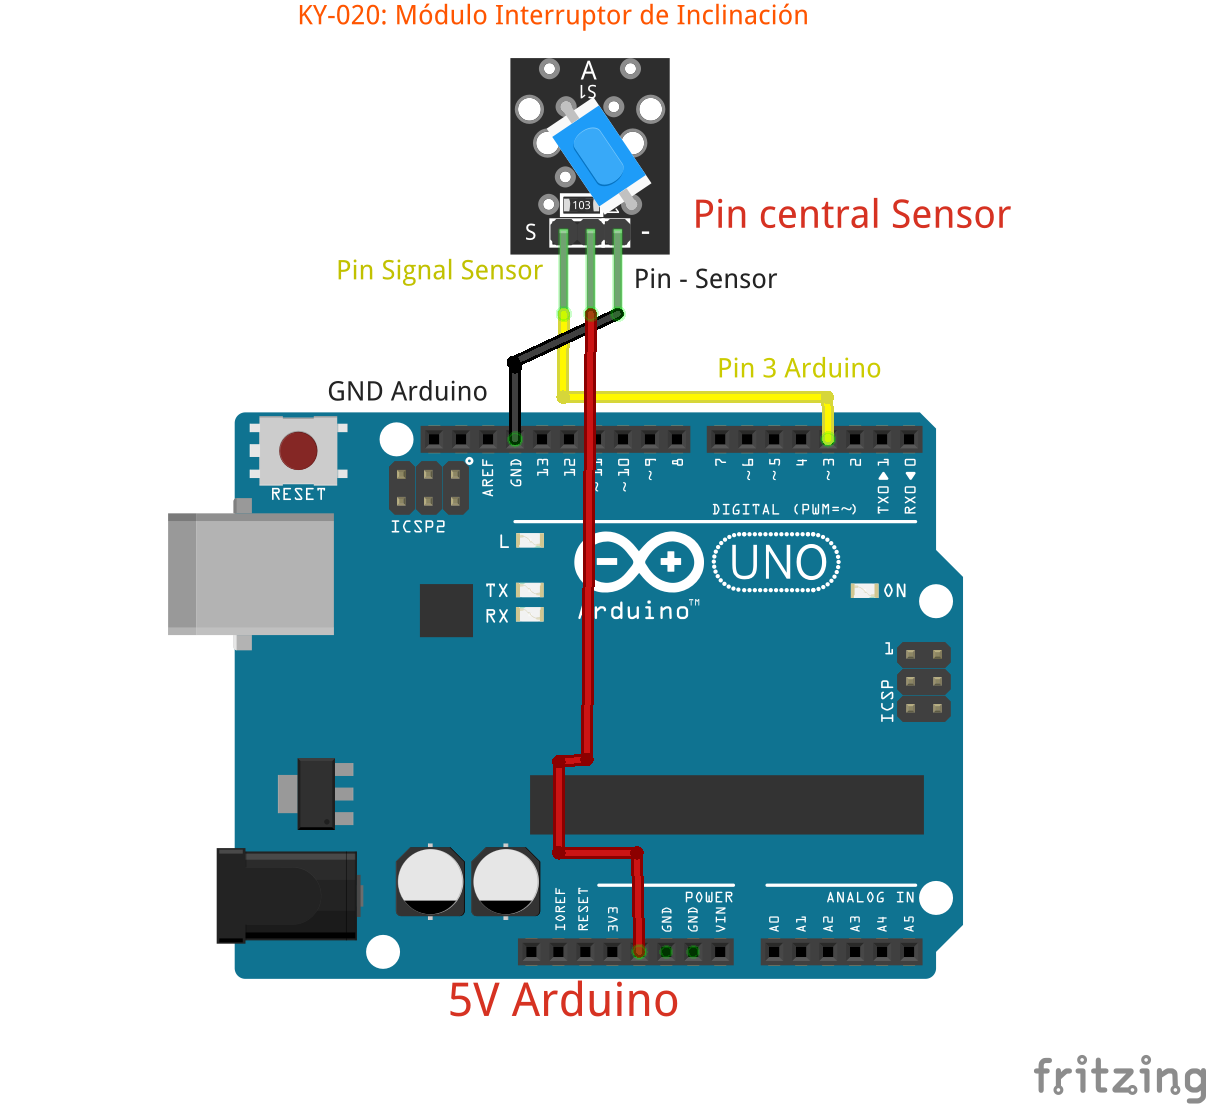 KY-020: Módulo Interruptor de Inclinación
A
S1
103
S
-
Pin central Sensor
Pin Signal Sensor
Pin - Sensor
Pin 3 Arduino
GND Arduino
RESET
ICSP2
AREF
GND
13
12
~11
~10
~9
8
7
~6
~5
4
~3
2
TX0▶1
RX0◀0
DIGITAL (PWM=~)
L
TX
RX
Arduino™
UNO
ON
1
ICSP
IOREF
RESET
3V3
GND
GND
VIN
POWER
ANALOG IN
A0
A1
A2
A3
A4
A5
5V Arduino
fritzing